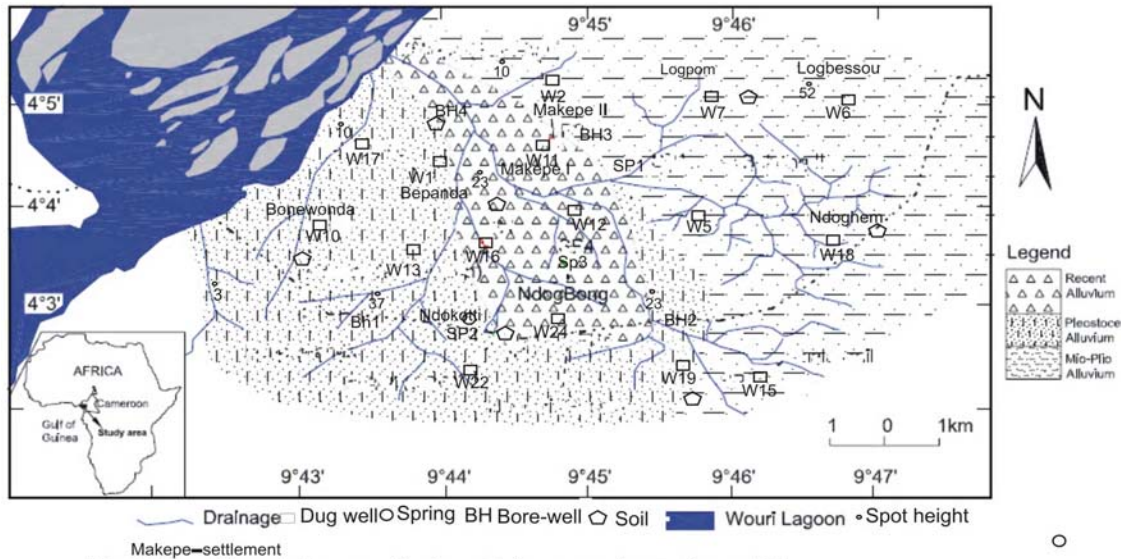 9°45' 9°46'
Logbessou
Logpom
10
52
W2
4°5' W7 W6
BH4 Makepe II
N
10 BH3
W17 W11
SP1
W1 Makepe I
Bepanda 23
4°4' Ndoghem
Bonewonda W12
W10 W5
W16 4 W18
W13 Sp3
Legend
Recent
Alluvium
4°3' 3 NdogBong 23
37
Bh1 Ndokoti BH2
SP2 W24
Pleostoce
Alluvium
Mio-Plio
Alluvium
W22 W19 W15
AFRICA
Cameroon
Gulf of
Guinea
Study area
1 0 1km
9°43' 9°44' 9°45' 9°46' 9°47'
Drainage Dug well Spring BH Bore-well Soil Wouri Lagoon Spot height
Makepe settlement